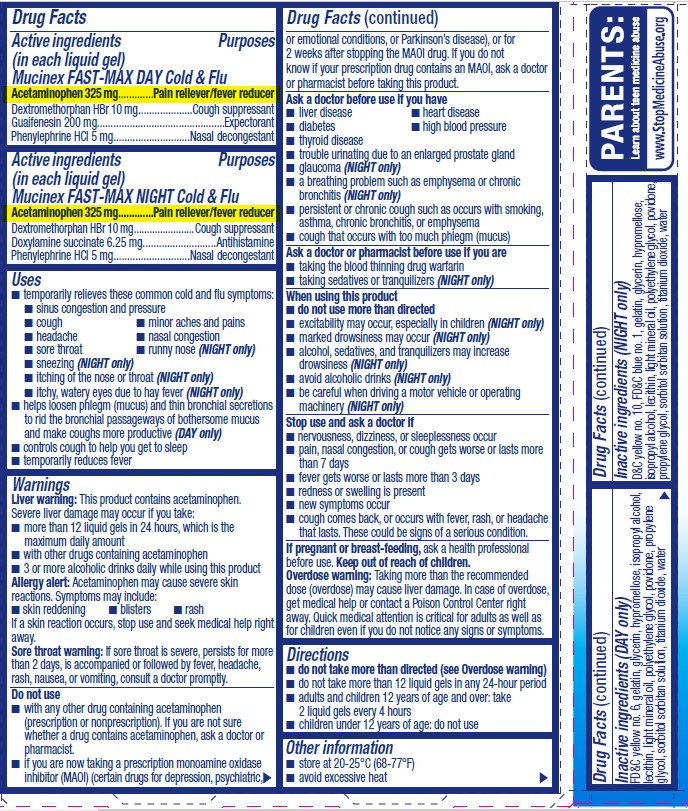 Drug Facts
Active ingredients Purposes
(in each liquid gel)
Mucinex FAST-MAX DAY Cold & Flu
Acetaminophen 325 mg.............Pain reliever/fever reducer
Dextromethorphan HBr 10 mg....................Cough suppressant
Guaifenesin 200 mg...............................................Expectorant
Phenylephrine HCl 5 mg............................Nasal decongestant
Active ingredients Purposes
(in each liquid gel)
Mucinex FAST-MAX NIGHT Cold & Flu
Acetaminophen 325 mg.............Pain reliever/fever reducer
Dextromethorphan HBr 10 mg......................Cough suppressant
Doxylamine succinate 6.25 mg...........................Antihistamine
Phenylephrine HCl 5 mg............................Nasal decongestant
Uses
■ temporarily relieves these common cold and flu symptoms:
■ sinus congestion and pressure
■ cough ■ minor aches and pains
■ headache ■ nasal congestion
■ sore throat ■ runny nose (NIGHT only)
■ sneezing (NIGHT only)
■ itching of the nose or throat (NIGHT only)
■ itchy, watery eyes due to hay fever (NIGHT only)
■ helps loosen phlegm (mucus) and thin bronchial secretions
to rid the bronchial passageways of bothersome mucus
and make coughs more productive (DAY only)
■ controls cough to help you get to sleep
■ temporarily reduces fever
Warnings
Liver warning: This product contains acetaminophen.
Severe liver damage may occur if you take:
■ more than 12 liquid gels in 24 hours, which is the
maximum daily amount
■ with other drugs containing acetaminophen
■ 3 or more alcoholic drinks daily while using this product
Allergy alert: Acetaminophen may cause severe skin
reactions. Symptoms may include:
■ skin reddening ■ blisters ■ rash
If a skin reaction occurs, stop use and seek medical help right
away.
Sore throat warning: If sore throat is severe, persists for more
than 2 days, is accompanied or followed by fever, headache,
rash, nausea, or vomiting, consult a doctor promptly.
Do not use
■ with any other drug containing acetaminophen
(prescription or nonprescription). If you are not sure
whether a drug contains acetaminophen, ask a doctor or
pharmacist.
■ if you are now taking a prescription monoamine oxidase
inhibitor (MAOI) (certain drugs for depression, psychiatric,
Drug Facts (continued)
or emotional conditions, or Parkinson's disease), or for
2 weeks after stopping the MAOI drug. If you do not
know if your prescription drug contains an MAOI, ask a doctor
or pharmacist before taking this product.
Ask a doctor before use if you have
■ liver disease ■ heart disease
■ diabetes ■ high blood pressure
■ thyroid disease
■ trouble urinating due to an enlarged prostate gland
■ glaucoma (NIGHT only)
■ a breathing problem such as emphysema or chronic
bronchitis (NIGHT only)
■ persistent or chronic cough such as occurs with smoking,
asthma, chronic bronchitis, or emphysema
■ cough that occurs with too much phlegm (mucus)
Ask a doctor or pharmacist before use if you are
■ taking the blood thinning drug warfarin
■ taking sedatives or tranquilizers (NIGHT only)
When using this product
■ do not use more than directed
■ excitability may occur, especially in children (NIGHT only)
■ marked drowsiness may occur (NIGHT only)
■ alcohol, sedatives, and tranquilizers may increase
drowsiness (NIGHT only)
■ avoid alcoholic drinks (NIGHT only)
■ be careful when driving a motor vehicle or operating
machinery (NIGHT only)
Stop use and ask a doctor if
■ nervousness, dizziness, or sleeplessness occur
■ pain, nasal congestion, or cough gets worse or lasts more
than 7 days
■ fever gets worse or lasts more than 3 days
■ redness or swelling is present
■ new symptoms occur
■ cough comes back, or occurs with fever, rash, or headache
that lasts. These could be signs of a serious condition.
If pregnant or breast-feeding, ask a health professional
before use. Keep out of reach of children.
Overdose warning: Taking more than the recommended
dose (overdose) may cause liver damage. In case of overdose,
get medical help or contact a Poison Control Center right
away. Quick medical attention is critical for adults as well as
for children even if you do not notice any signs or symptoms.
Directions
■ do not take more than directed (see Overdose warning)
■ do not take more than 12 liquid gels in any 24-hour period
■ adults and children 12 years of age and over: take
2 liquid gels every 4 hours
■ children under 12 years of age: do not use
Other information
■ store at 20-25°C (68-77°F)
■ avoid excessive heat
Drug Facts (continued)
Inactive ingredients (DAY only)
FD&C yellow no. 6, gelatin, glycerin, hypromellose, isopropyl alcohol,
lecithin, light mineral oil, polyethylene glycol, povidone, propylene
glycol, sorbitol sorbitan solution, titanium dioxide, water
Drug Facts (continued)
Inactive ingredients (NIGHT only)
D&C yellow no. 10, FD&C blue no. 1, gelatin, glycerin, hypromellose,
isopropyl alcohol, lecithin, light mineral oil, polyethylene glycol, povidone,
propylene glycol, sorbitol sorbitan solution, titanium dioxide, water
PARENTS:
Learn about teen medicine abuse
www.StopMedicineAbuse.org